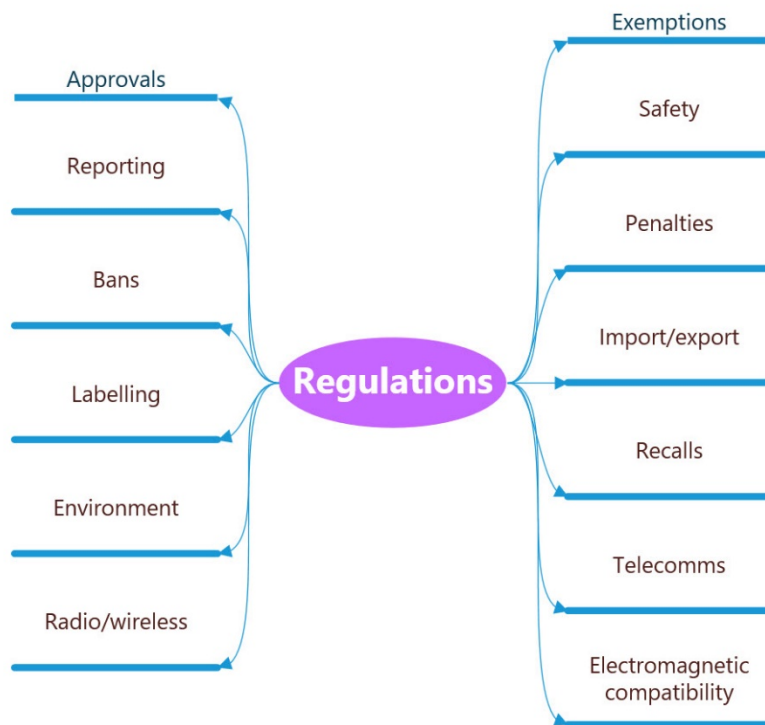 Approvals
Reporting
Bans
Labelling
Environment
Radio/wireless
Regulations
Exemptions
Safety
Penalties
Import/export
Recalls
Telecomms
Electromagnetic
compatibility